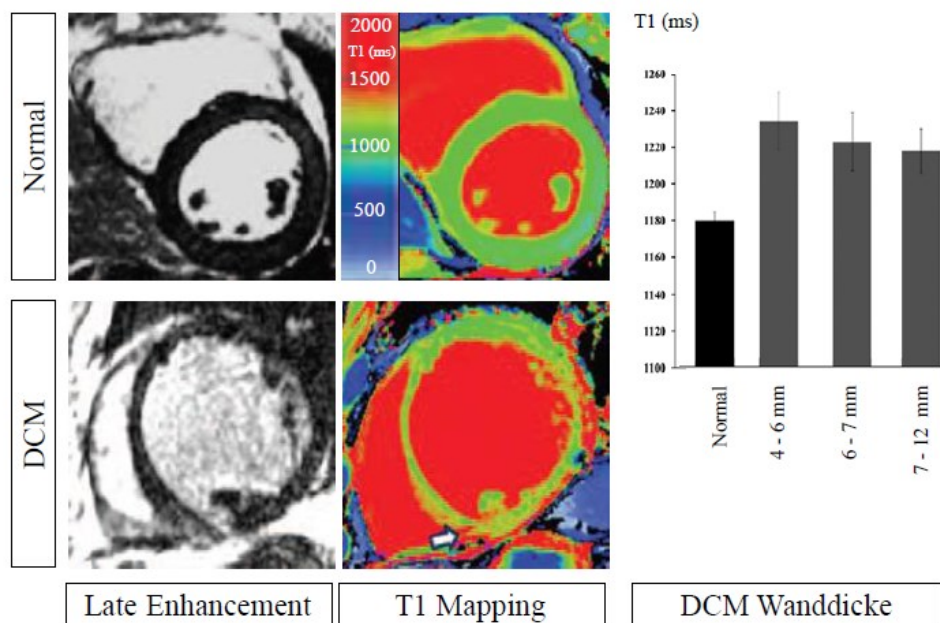 Normal
2000
T1 (ms)
1500
1000
500
0
DCM
Late Enhancement
T1 Mapping
T1 (ms)
1260
1240
1220
1200
1180
1160
1140
1120
1100
Normal
4 - 6 mm
6 - 7 mm
7 - 12 mm
DCM Wanddicke